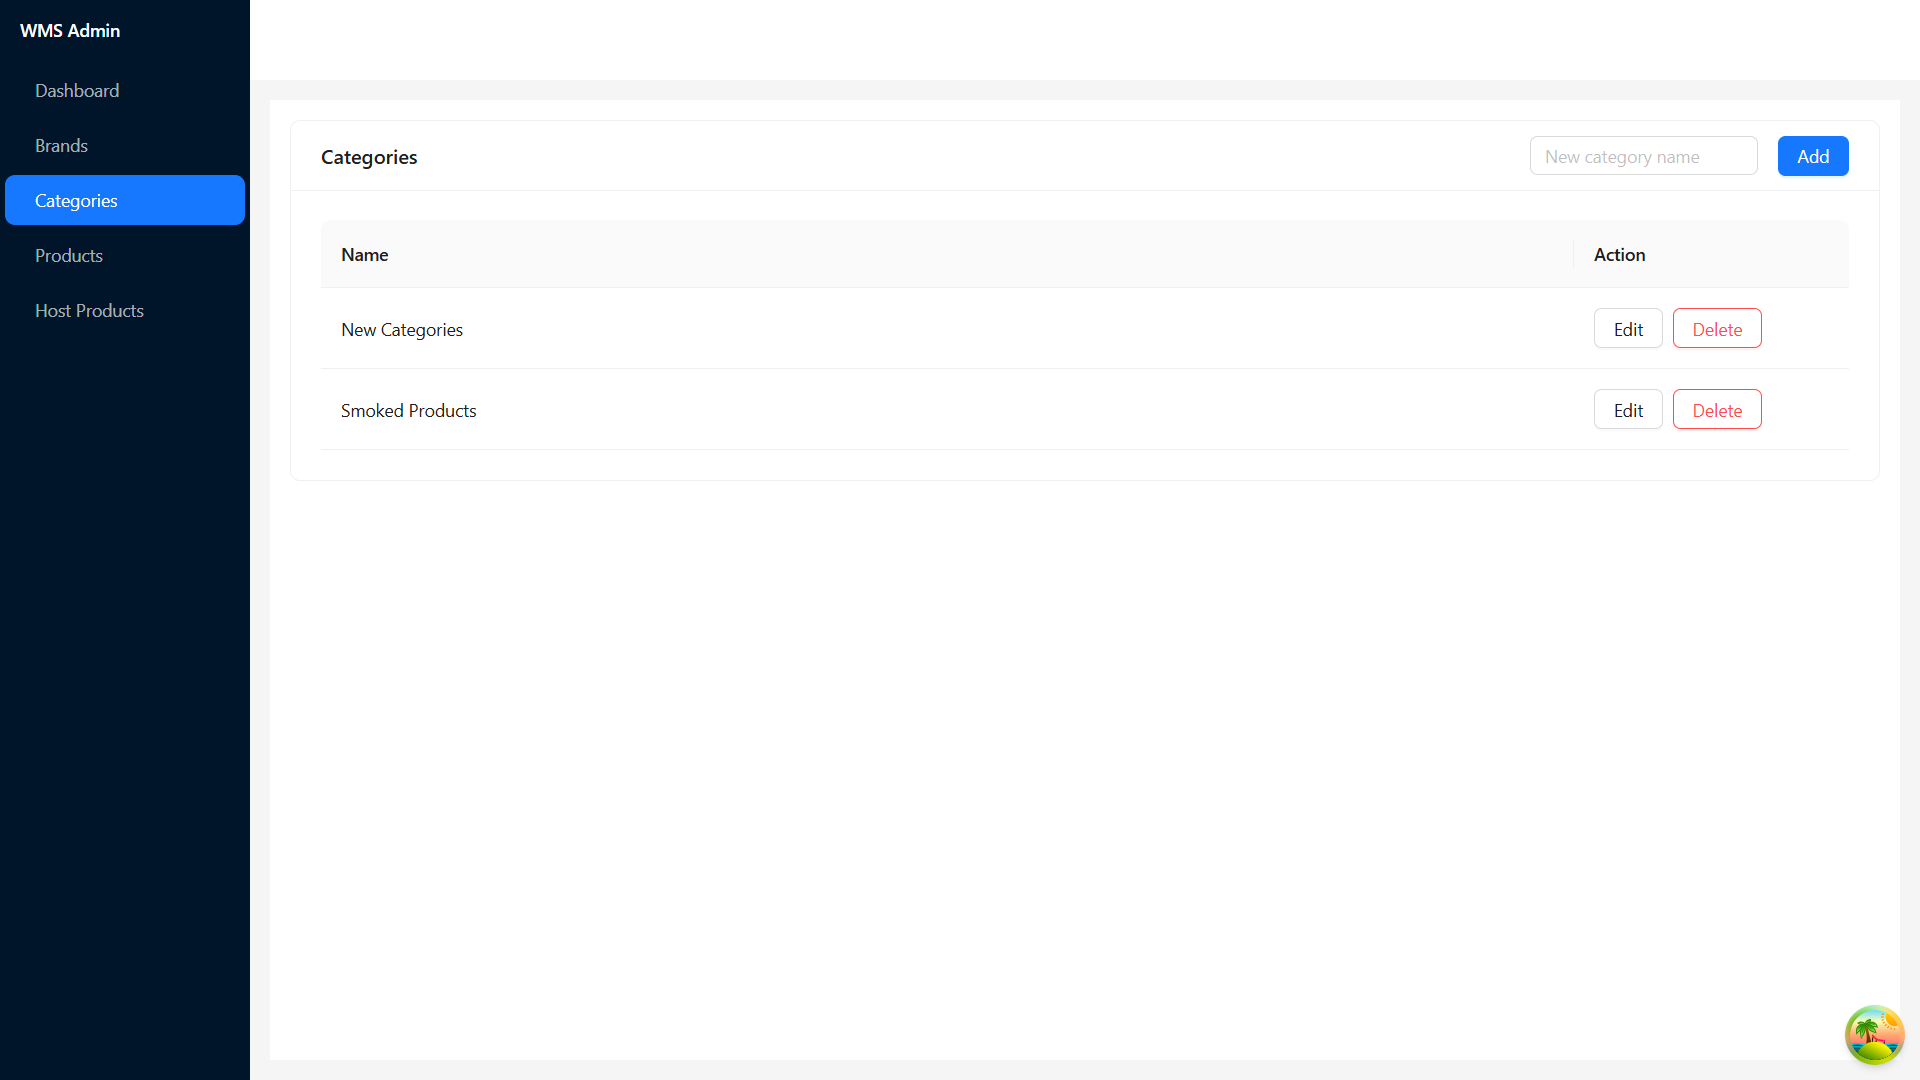 WMS Admin
Dashboard
Brands
Categories
Products
Host Products
Categories
New category name
Add
Name
Action
New Categories
Edit
Delete
Smoked Products
Edit
Delete